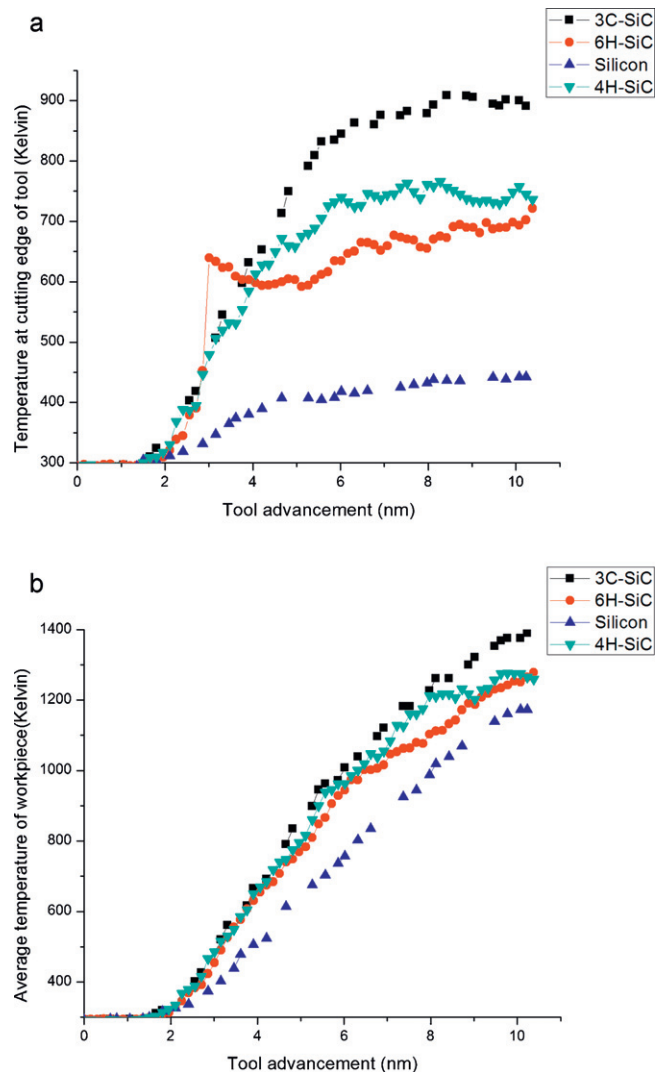 a
3C-SiC
6H-SiC
Silicon
4H-SiC
Temperature at cutting edge of tool (Kelvin)
900
800
700
600
500
400
300
0 2 4 6 8 10
Tool advancement (nm)
b
3C-SiC
6H-SiC
Silicon
4H-SiC
Average temperature of workpiece(Kelvin)
1400
1200
1000
800
600
400
0 2 4 6 8 10
Tool advancement (nm)